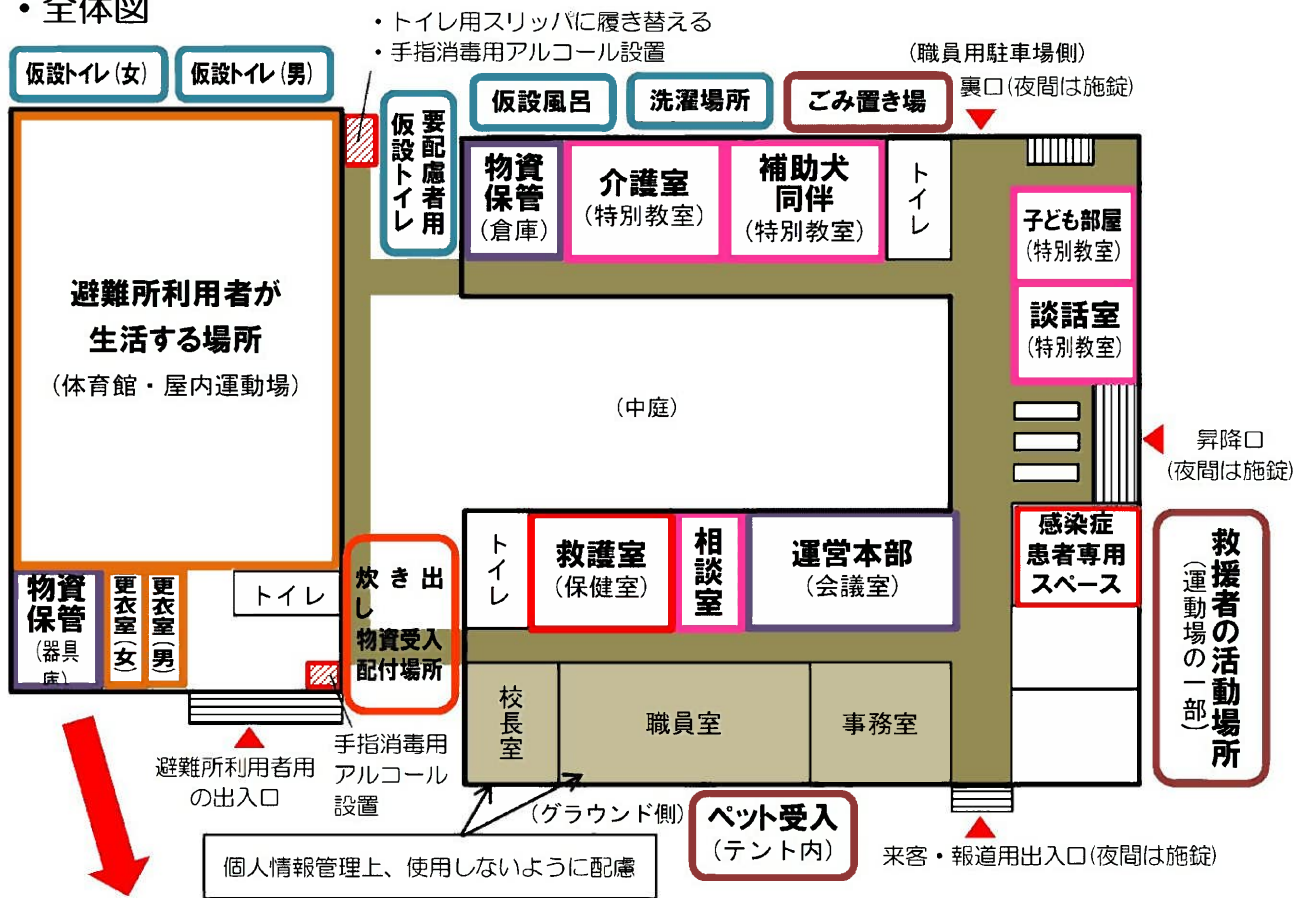 ・全体図
・トイレ用スリッパに履き替える
・手指消毒用アルコール設置
(職員用駐車場側)
裏口(夜間は施錠)
仮設トイレ(女)
仮設トイレ(男)
要配慮者用
仮設トイレ
仮設風呂
洗濯場所
ごみ置き場
物資
保管
(倉庫)
介護室
(特別教室)
補助犬
同伴
(特別教室)
トイレ
子ども部屋
(特別教室)
談話室
(特別教室)
避難所利用者が
生活する場所
(体育館・屋内運動場)
(中庭)
昇降口
(夜間は施錠)
感染症
患者専用
スペース
救援者の活動場所
(運動場の一部)
トイレ
救護室
(保健室)
相談室
運営本部
(会議室)
炊き出
し
物資受入
配付場所
物資
保管
(器具
庫)
更衣室(女)
更衣室(男)
トイレ
校長室
職員室
事務室
避難所利用者用
の出入口
手指消毒用
アルコール
設置
(グラウンド側)
ペット受入
(テント内)
来客・報道用出入口(夜間は施錠)
個人情報管理上、使用しないように配慮